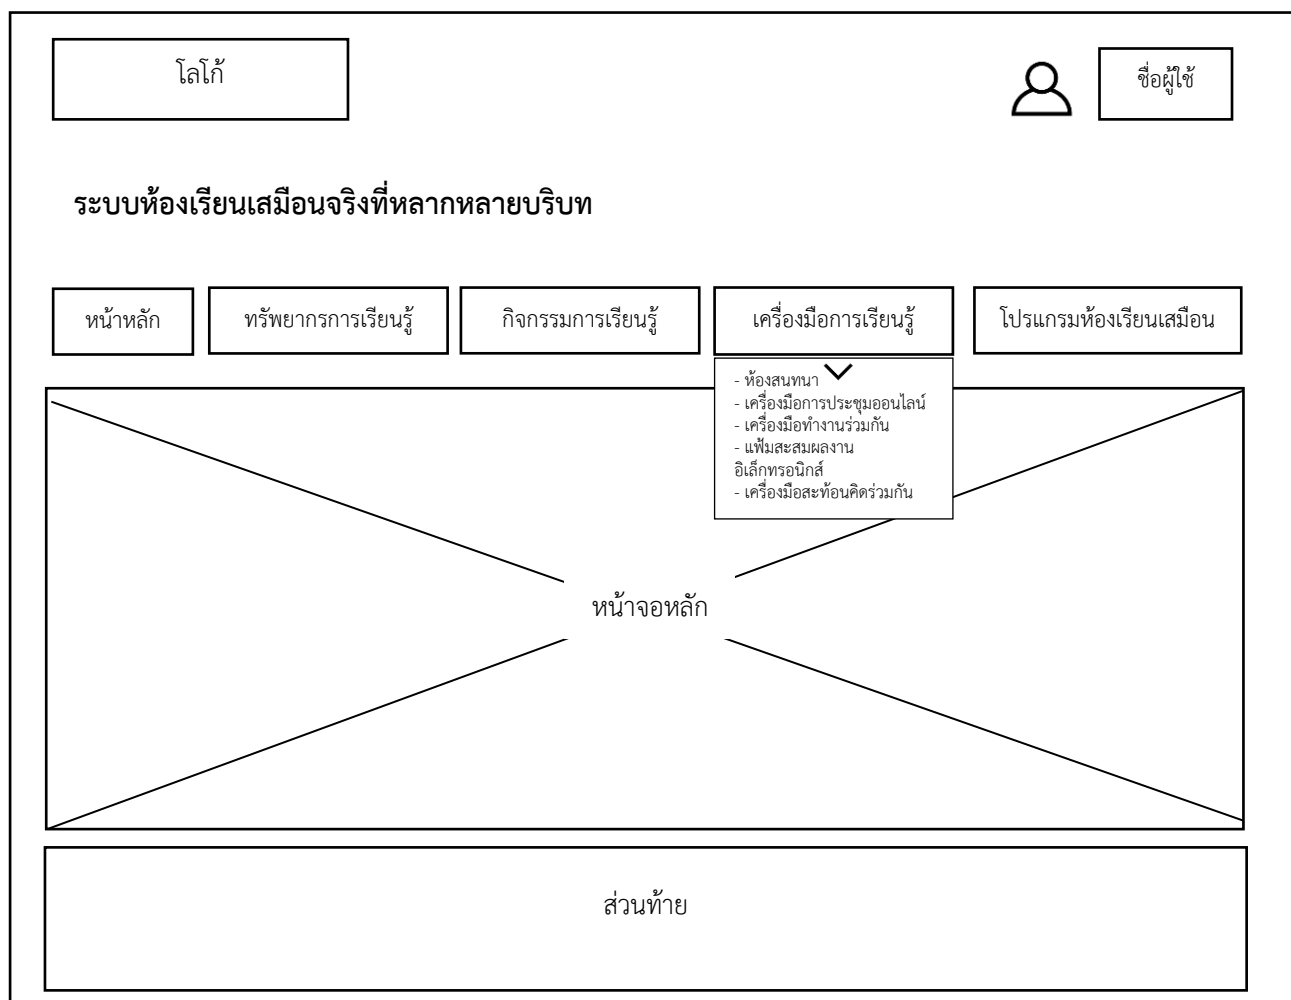 โลโก้
ชื่อผู้ใช้
ระบบห้องเรียนเสมือนจริงที่หลากหลายบริบท
หน้าหลัก
ทรัพยากรการเรียนรู้
กิจกรรมการเรียนรู้
เครื่องมือการเรียนรู้
โปรแกรมห้องเรียนเสมือน
- ห้องสนทนา
- เครื่องมือการประชุมออนไลน์
- เครื่องมือทำงานร่วมกัน
- แฟ้มสะสมผลงาน
อิเล็กทรอนิกส์
- เครื่องมือสะท้อนคิดร่วมกัน
หน้าจอหลัก
ส่วนท้าย